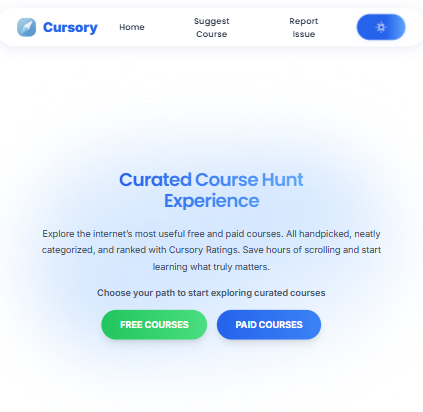 Cursory
Home
Suggest
Course
Report
Issue
Curated Course Hunt
Experience
Explore the internet's most useful free and paid courses. All handpicked, neatly
categorized, and ranked with Cursory Ratings. Save hours of scrolling and start
learning what truly matters.
Choose your path to start exploring curated courses
FREE COURSES
PAID COURSES